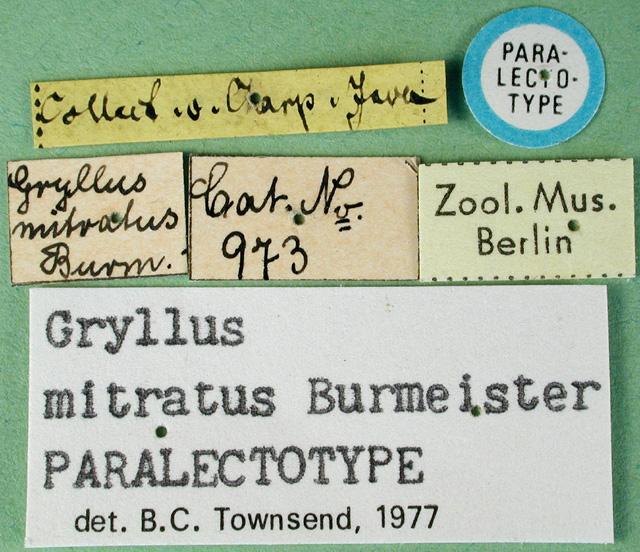 Collect. v. Carp. Java
PARA-
LECTO-
TYPE
Gryllus
mitratus
Burm.
Cat. No.
973
Zool. Mus.
Berlin
Gryllus
mitratus Burmeister
PARALECTOTYPE
det. B.C. Townsend, 1977